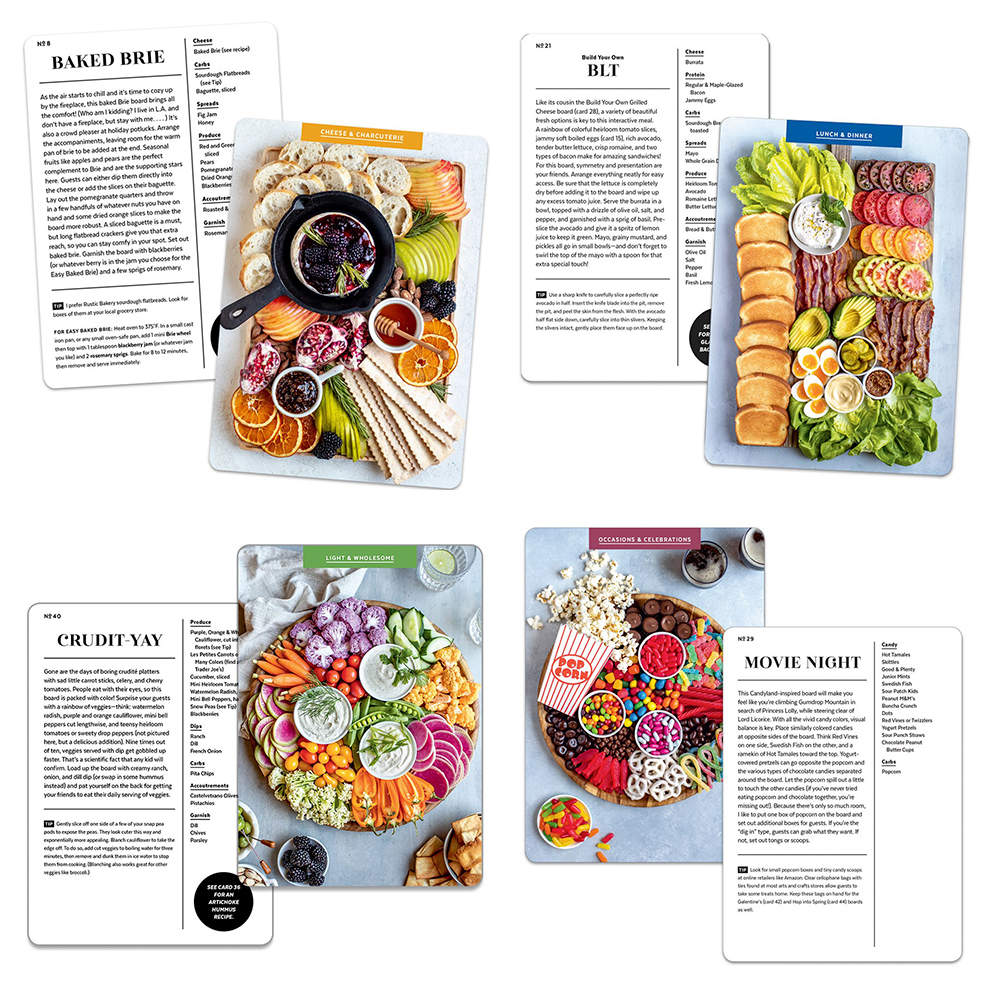 Nº 8
BAKED BRIE
As the air starts to chill and it's time to cozy up
by the fireplace, this baked Brie board brings all
the comfort! (Who am I kidding? I live in L.A. and
don't have a fireplace, but stay with me. . . .) It's
also a crowd pleaser at holiday potlucks. Arrange
the accompaniments, leaving room for the warm
pan of brie to be added at the end. Seasonal
fruits like apples and pears are the perfect
complement to Brie and are the supporting stars
here. Guests can either dip them directly into
the cheese or add the slices on their baguette.
Lay out the pomegranate quarters and throw
in a few handfuls of whatever nuts you have on
hand and some dried orange slices to make the
board more robust. A sliced baguette is a must,
but long flatbread crackers give you that extra
reach, so you can stay comfy in your spot. Set out
baked brie. Garnish the board with blackberries
(or whatever berry is in the jam you choose for the
Easy Baked Brie) and a few sprigs of rosemary.
TIP I prefer Rustic Bakery sourdough flatbreads. Look for
boxes of them at your local grocery store.
FOR EASY BAKED BRIE: Heat oven to 375°F. In a small cast
iron pan, or any small oven-safe pan, add 1 mini Brie wheel
then top with 1 tablespoon blackberry jam (or whatever jam
you like) and 2 rosemary sprigs. Bake for 8 to 12 minutes,
then remove and serve immediately.
Cheese
Baked Brie (see recipe)
Carbs
Sourdough Flatbreads
(see Tip)
Baguette, sliced
Spreads
Fig Jam
Honey
Produce
Red and Green
sliced
Pears
Pomegranate
Dried Orange
Blackberries
Accoutrements
Roasted &
Garnish
Rosemary
CHEESE & CHARCUTERIE
Nº 21
Build Your Own
BLT
Like its cousin the Build Your Own Grilled
Cheese board (card 28), a variety of beautiful
fresh options is key to this interactive meal.
A rainbow of colorful heirloom tomato slices,
jammy soft boiled eggs (card 15), rich avocado,
tender butter lettuce, crisp romaine, and two
types of bacon make for amazing sandwiches!
For this board, symmetry and presentation are
your friends. Arrange everything neatly for easy
access. Be sure that the lettuce is completely
dry before adding it to the board and wipe up
any excess tomato juice. Serve the burrata in a
bowl, topped with a drizzle of olive oil, salt, and
pepper, and garnished with a sprig of basil. Pre-
slice the avocado and give it a spritz of lemon
juice to keep it green. Mayo, grainy mustard, and
pickles all go in small bowls—and don't forget to
swirl the top of the mayo with a spoon for that
extra special touch!
TIP Use a sharp knife to carefully slice a perfectly ripe
avocado in half. Insert the knife blade into the pit, remove
the pit, and peel the skin from the flesh. With the avocado
half flat side down, carefully slice into thin slivers. Keeping
the slivers intact, gently place them face up on the board.
Cheese
Burrata
Protein
Regular & Maple-Glazed
Bacon
Jammy Eggs
Carbs
Sourdough Bre
toasted
Spreads
Mayo
Whole Grain D
Produce
Heirloom Tom
Avocado
Romaine Lett
Butter Lettuc
Accoutreme
Bread & But
Garnish
Olive Oil
Salt
Pepper
Basil
Fresh Lemo
SE
FOR
GLA
BAC
LUNCH & DINNER
Nº 40
CRUDIT-YAY
Gone are the days of boring crudité platters
with sad little carrot sticks, celery, and cherry
tomatoes. People eat with their eyes, so this
board is packed with color! Surprise your guests
with a rainbow of veggies—think: watermelon
radish, purple and orange cauliflower, mini bell
peppers cut lengthwise, and teensy heirloom
tomatoes or sweety drop peppers (not pictured
here, but a delicious addition). Nine times out
of ten, veggies served with dip get gobbled up
faster. That's a scientific fact that any kid will
confirm. Load up the board with creamy ranch,
onion, and dill dip (or swap in some hummus
instead) and pat yourself on the back for getting
your friends to eat their daily serving of veggies.
TIP Gently slice off one side of a few of your snap pea
pods to expose the peas. They look cuter this way and
exponentially more appealing. Blanch cauliflower to take the
edge off. To do so, add cut veggies to boiling water for three
minutes, then remove and dunk them in ice water to stop
them from cooking. (Blanching also works great for other
veggies like broccoli.)
Produce
Purple, Orange & Wh
Cauliflower, cut int
florets (see Tip)
Les Petites Carrots o
Many Colors (find a
Trader Joe's)
Cucumber, sliced
Mini Heirloom Tomat
Watermelon Radish,
Mini Bell Peppers, ha
Snow Peas (see Tip)
Blackberries
Dips
Ranch
Dill
French Onion
Carbs
Pita Chips
Accoutrements
Castelvetrano Olives
Pistachios
Garnish
Dill
Chives
Parsley
SEE CARD 36
FOR AN
ARTICHOKE
HUMMUS
RECIPE.
LIGHT & WHOLESOME
OCCASIONS & CELEBRATIONS
POP
CORN
Nº 29
MOVIE NIGHT
This Candyland-inspired board will make you
feel like you're climbing Gumdrop Mountain in
search of Princess Lolly, while steering clear of
Lord Licorice. With all the vivid candy colors, visual
balance is key. Place similarly colored candies
at opposite sides of the board. Think Red Vines
on one side, Swedish Fish on the other, and a
ramekin of Hot Tamales toward the top. Yogurt-
covered pretzels can go opposite the popcorn and
the various types of chocolate candies separated
around the board. Let the popcorn spill out a little
to touch the other candies (if you've never tried
eating popcorn and chocolate together, you're
missing out!). Because there's only so much room,
I like to put one box of popcorn on the board and
set out additional boxes for guests. If you're the
"dig in" type, guests can grab what they want. If
not, set out tongs or scoops.
TIP Look for small popcorn boxes and tiny candy scoops
at online retailers like Amazon. Clear cellophane bags with
ties found at most arts and crafts stores allow guests to
take some treats home. Keep these bags on hand for the
Galentine's (card 42) and Hop into Spring (card 44) boards
as well.
Candy
Hot Tamales
Skittles
Good & Plenty
Junior Mints
Swedish Fish
Sour Patch Kids
Peanut M&M's
Buncha Crunch
Dots
Red Vines or Twizzlers
Yogurt Pretzels
Sour Punch Straws
Chocolate Peanut
Butter Cups
Carbs
Popcorn